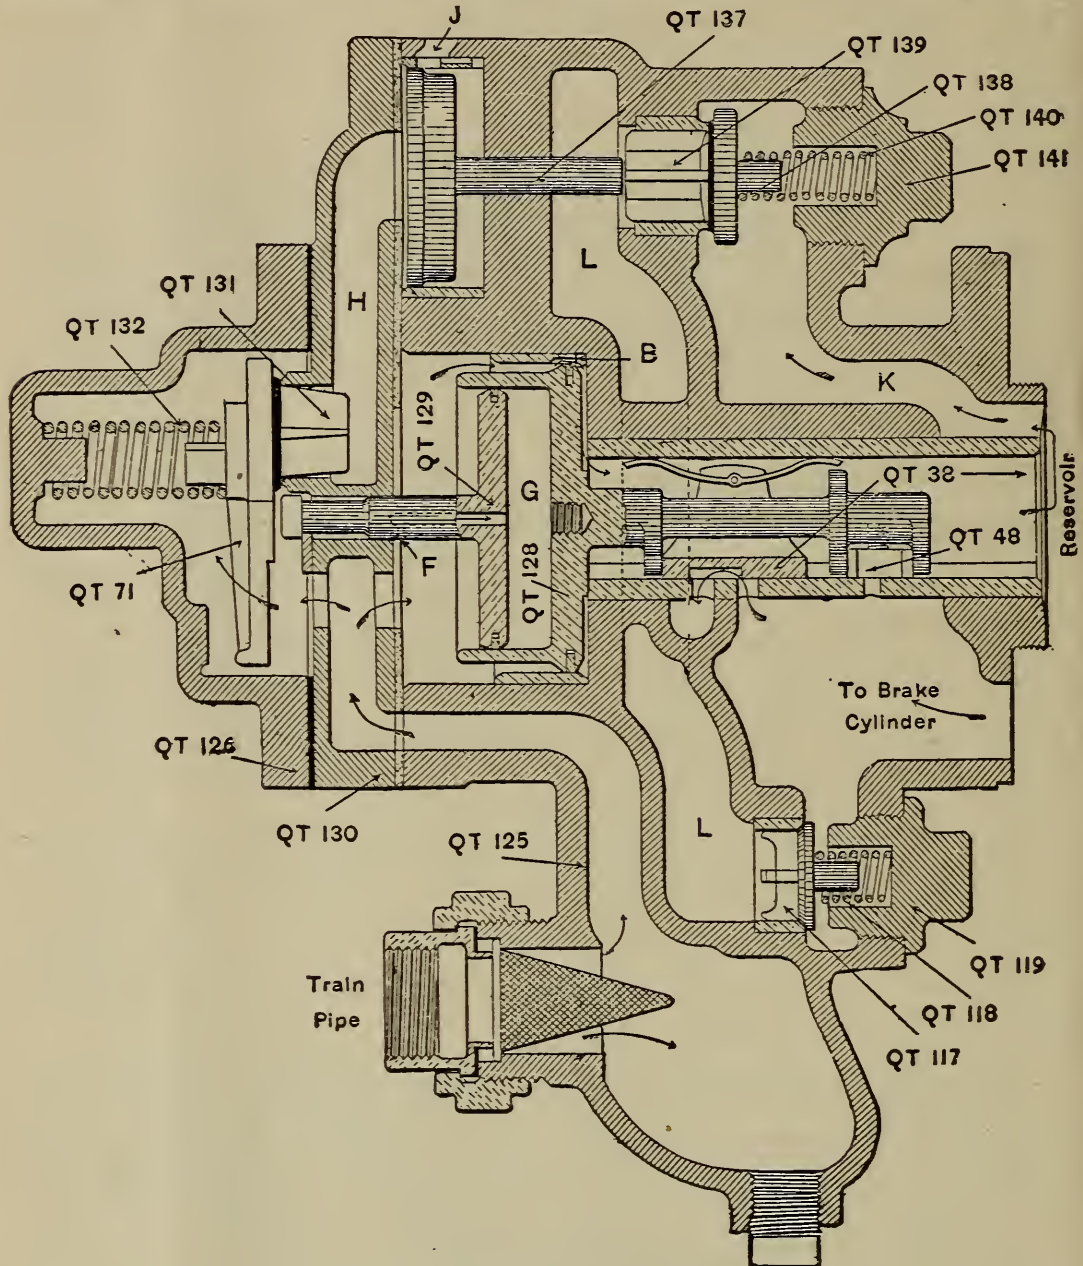 J
QT 137
QT 139
QT 138
QT 140
QT 141
L
QT 131
H
QT 132
B
K
QT 129
G
QT 38
QT 48
Reservoir
F
QT 128
QT 71
To Brake
Cylinder
QT 126
QT 130
QT 125
L
QT 119
Train
Pipe
QT 118
QT 117